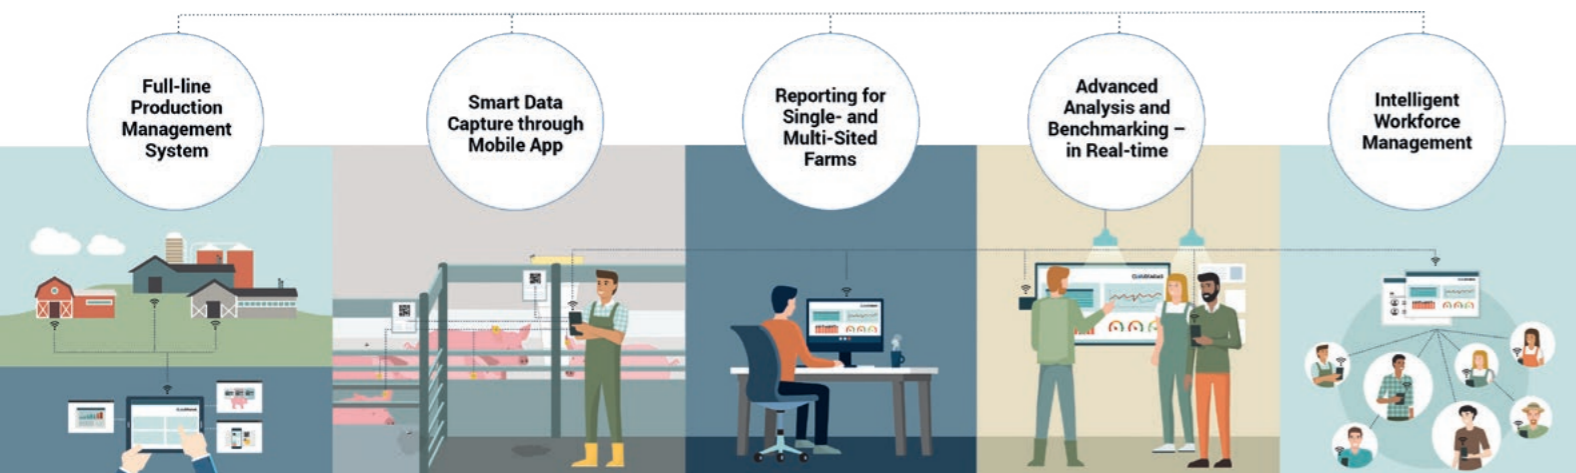 Full-line
Production
Management
System
Smart Data
Capture through
Mobile App
Reporting for
Single- and
Multi-Sited
Farms
Advanced
Analysis and
Benchmarking –
in Real-time
Intelligent
Workforce
Management